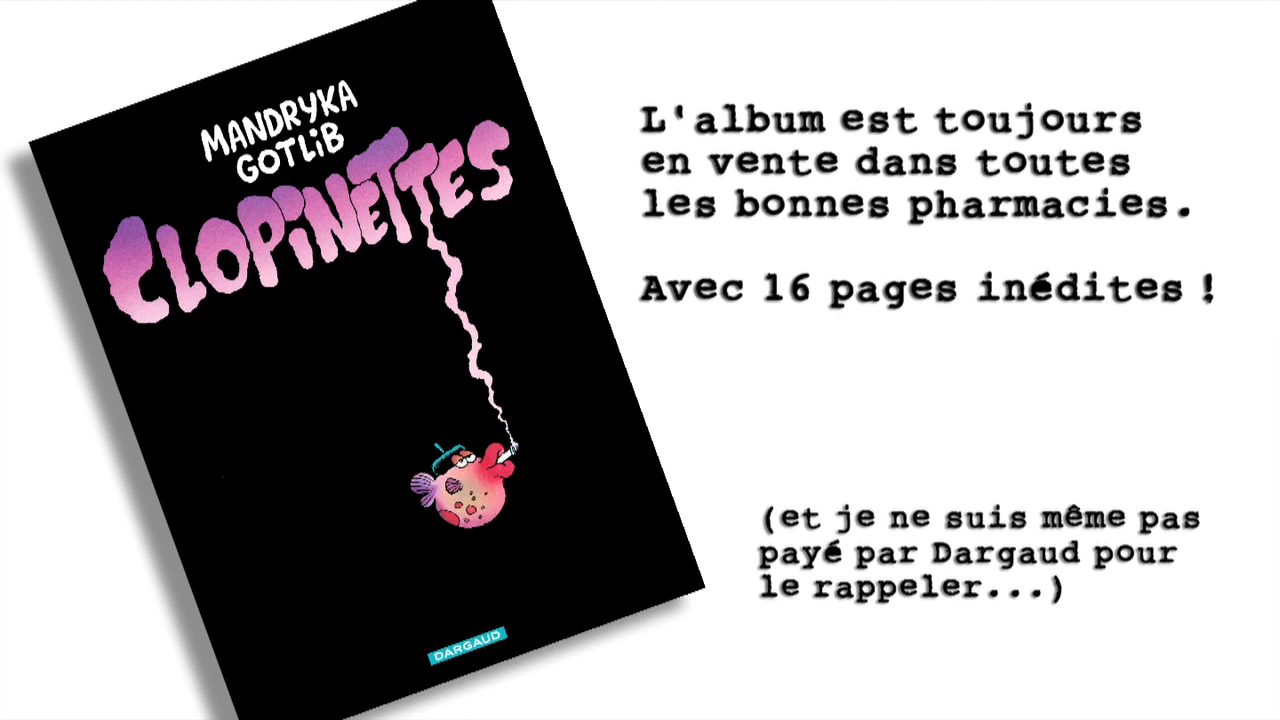 MANDRYKA
GOTLiB
CLOPiNETTES
DARGAUD
L'album est toujours
en vente dans toutes
les bonnes pharmacies.
Avec 16 pages inédites !
(et je ne suis même pas
payé par Dargaud pour
le rappeler...)